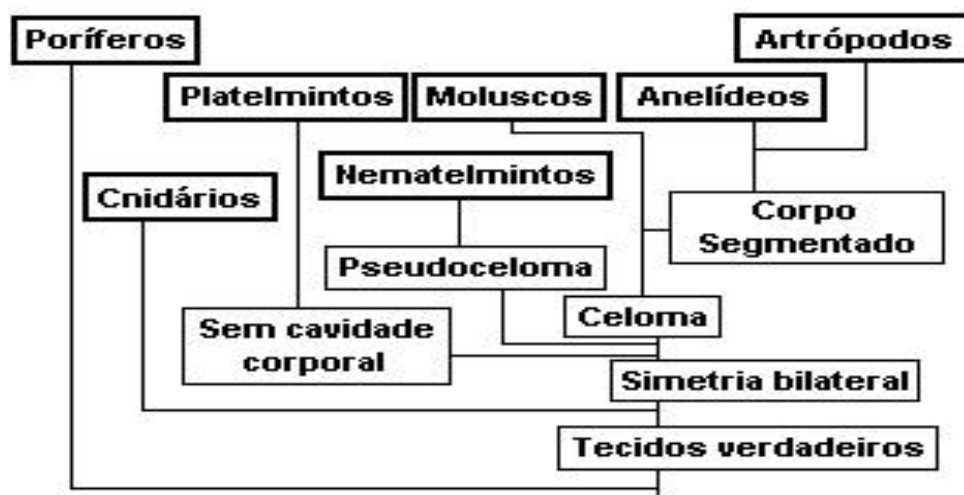 Poríferos
Artrópodos
Platelmintos
Moluscos
Anelídeos
Nematelmintos
Cnidários
Corpo
Segmentado
Pseudoceloma
Celoma
Sem cavidade
corporal
Simetria bilateral
Tecidos verdadeiros